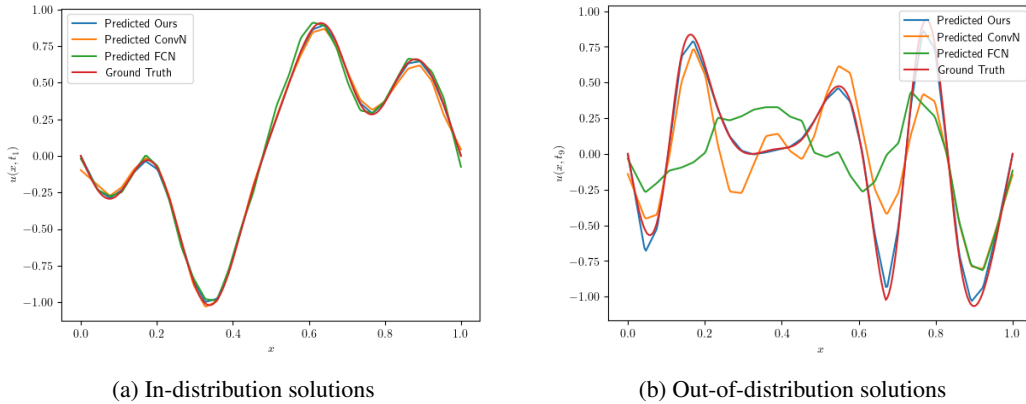 1.00
0.75
0.50
0.25
0.00
−0.25
−0.50
−0.75
−1.00
u(x, t₁)
Predicted Ours
Predicted ConvN
Predicted FCN
Ground Truth
0.0 0.2 0.4 0.6 0.8 1.0
x
(a) In-distribution solutions
1.00
0.75
0.50
0.25
0.00
−0.25
−0.50
−0.75
−1.00
u(x, t₉)
Predicted Ours
Predicted ConvN
Predicted FCN
Ground Truth
0.0 0.2 0.4 0.6 0.8 1.0
x
(b) Out-of-distribution solutions